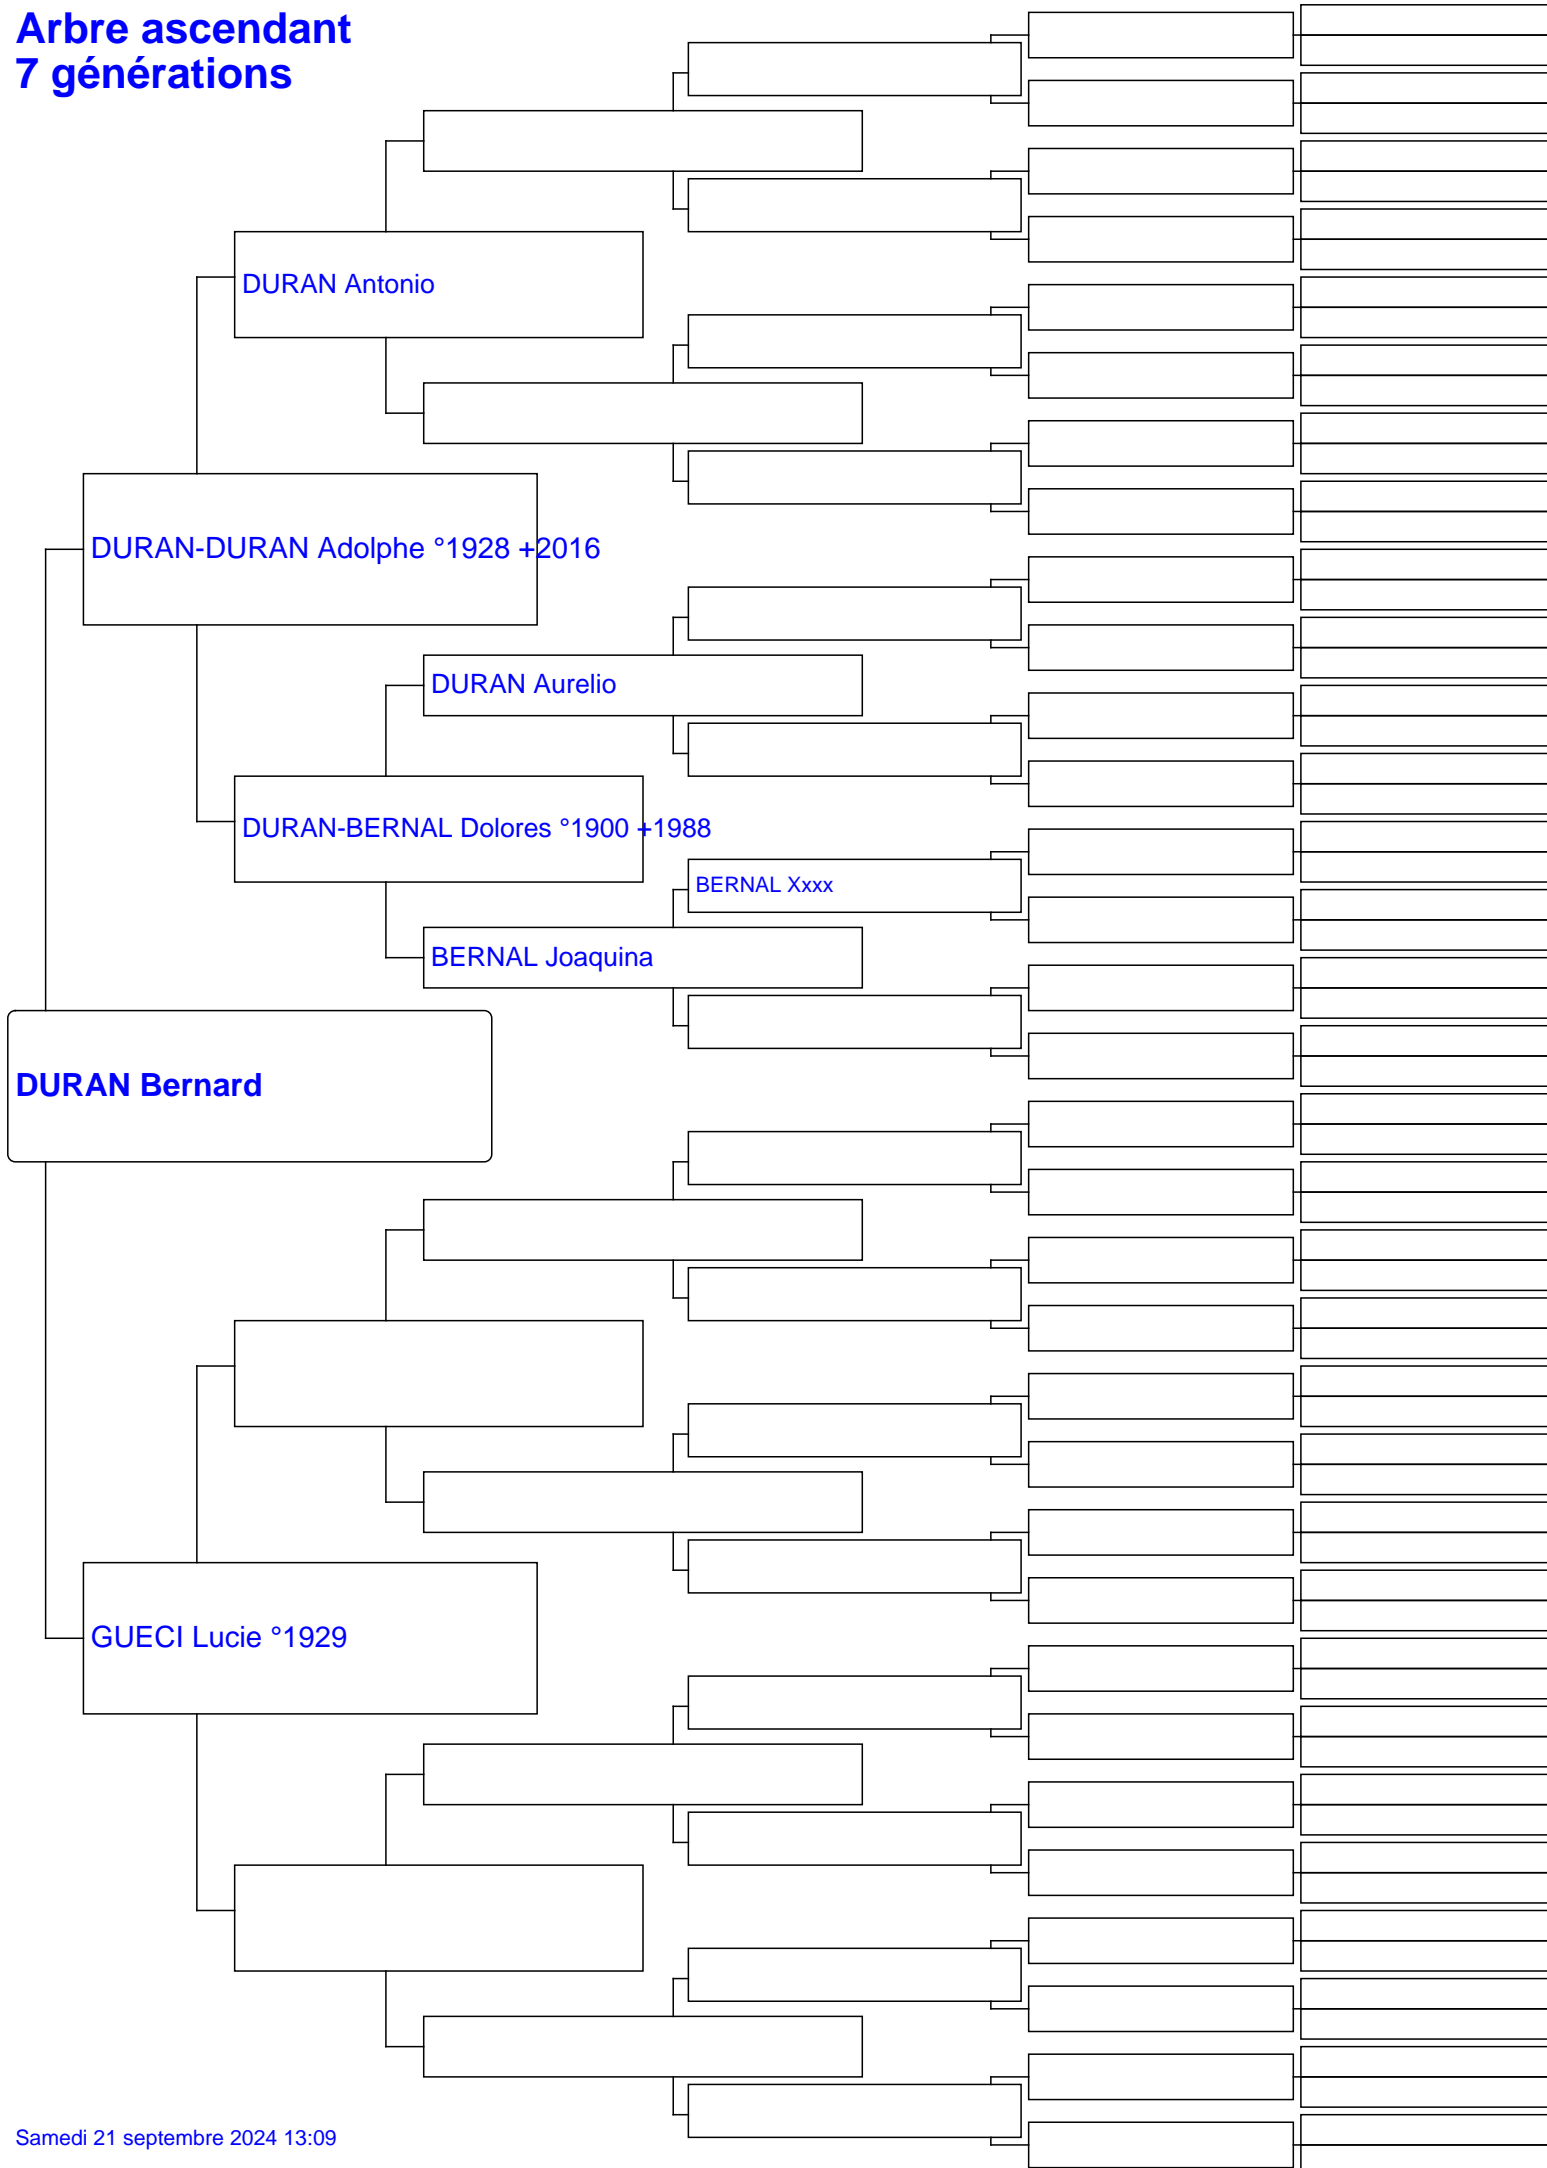 Arbre ascendant
7 générations
DURAN Antonio
DURAN-DURAN Adolphe °1928 +2016
DURAN Aurelio
DURAN-BERNAL Dolores °1900 +1988
BERNAL Xxxx
BERNAL Joaquina
DURAN Bernard
GUECI Lucie °1929
Samedi 21 septembre 2024 13:09